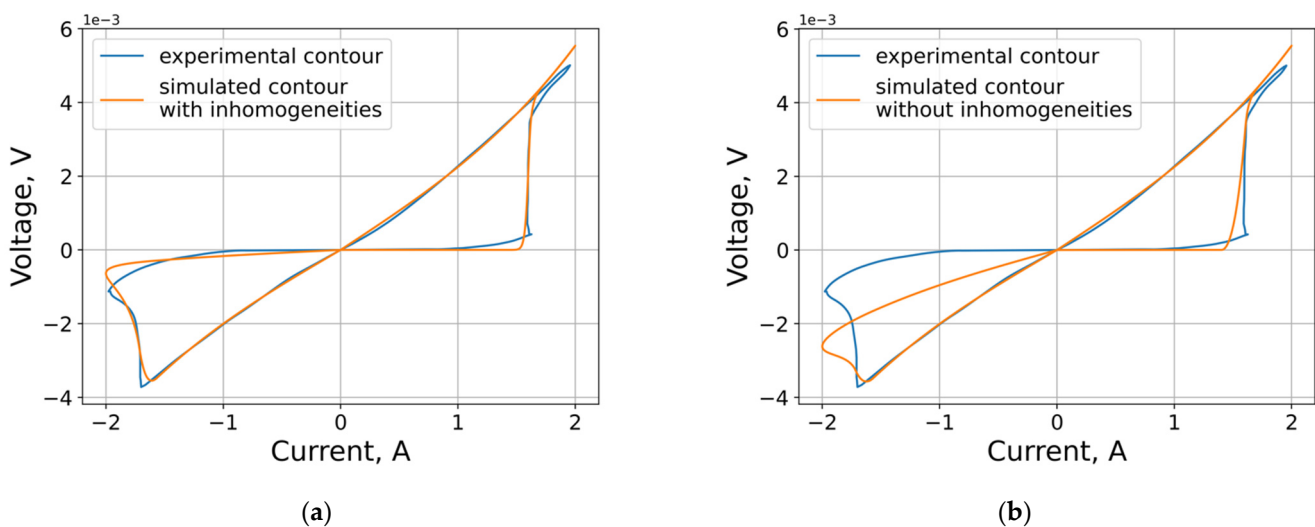 1e−3
6
4
2
0
−2
−4
Voltage, V
experimental contour
simulated contour
with inhomogeneities
−2 −1 0 1 2
Current, A
(a)
1e−3
6
4
2
0
−2
−4
Voltage, V
experimental contour
simulated contour
without inhomogeneities
−2 −1 0 1 2
Current, A
(b)